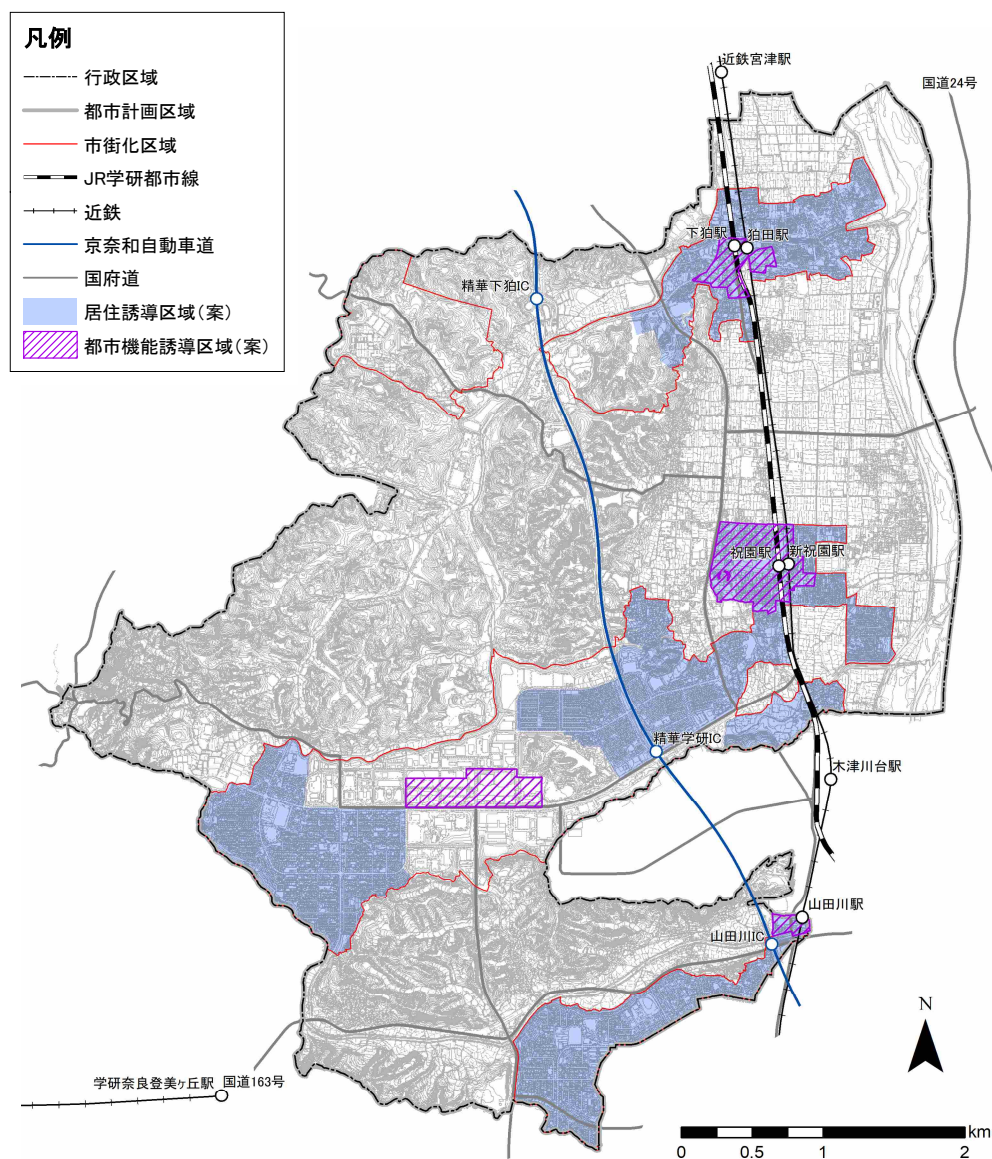 凡例
行政区域
都市計画区域
市街化区域
JR学研都市線
近鉄
京奈和自動車道
国府道
居住誘導区域（案）
都市機能誘導区域（案）
近鉄宮津駅
国道24号
下狛駅
狛田駅
精華下狛IC
祝園駅
新祝園駅
精華学研IC
木津川台駅
山田川駅
山田川IC
学研奈良登美ヶ丘駅
国道163号
N
km
0
0.5
1
2